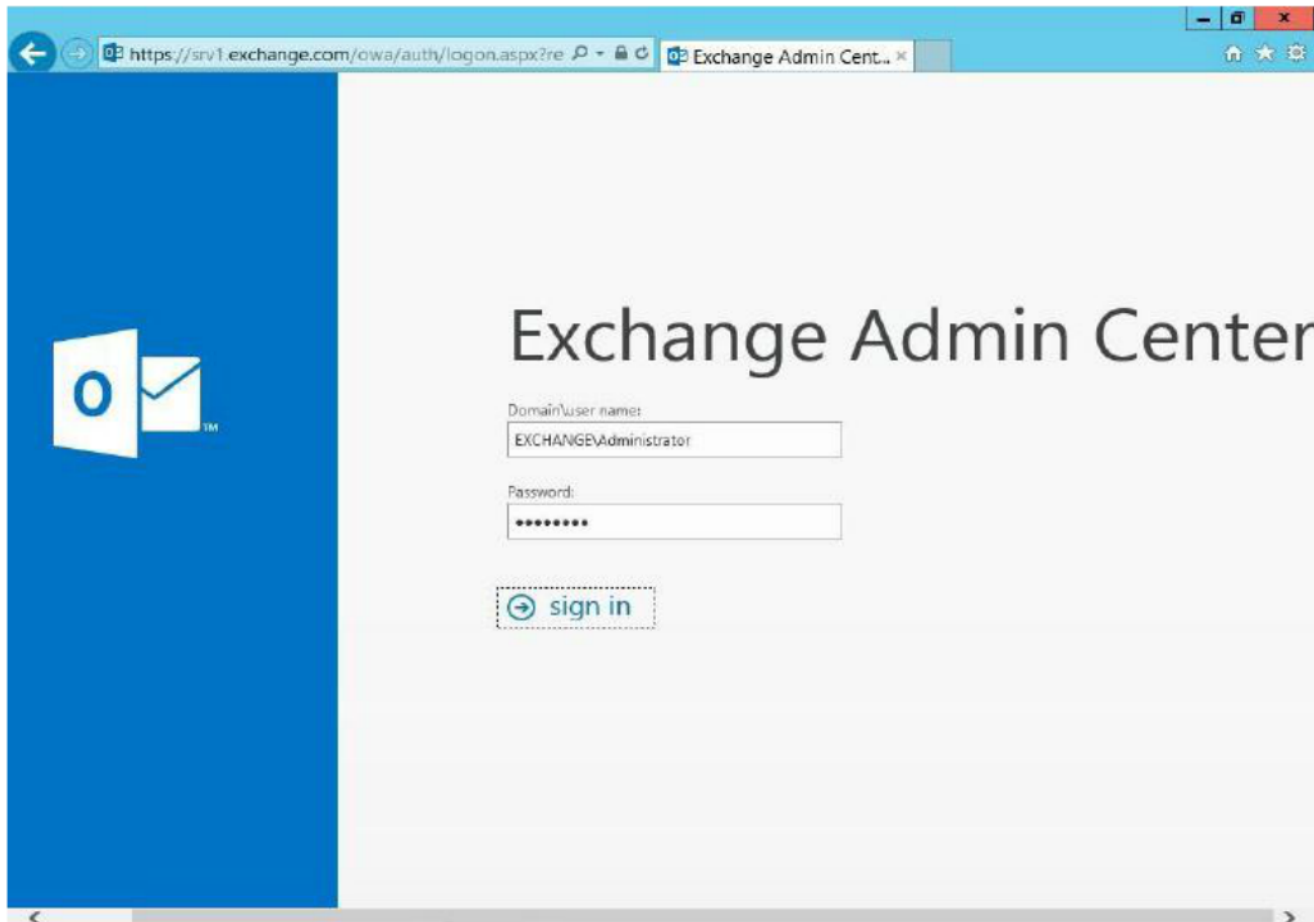 https://srv1.exchange.com/owa/auth/logon.aspx?re
Exchange Admin Cent...
Exchange Admin Center
Domain\user name:
EXCHANGE\Administrator
Password:
••••••••
sign in
O
TM